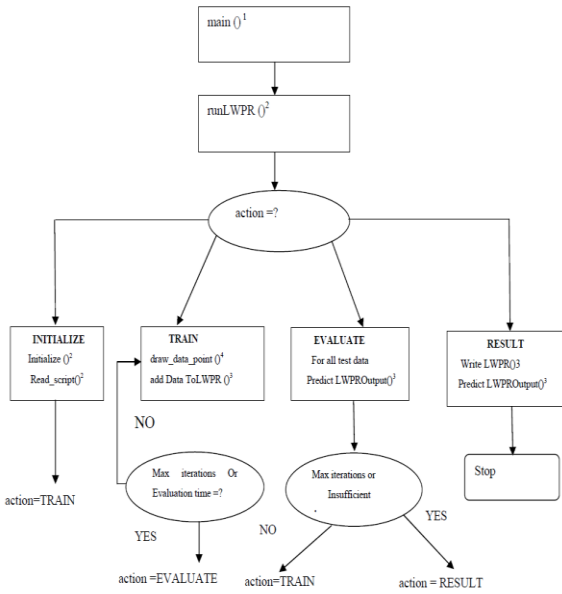 main ()1
runLWPR ()2
action =?
INITIALIZE
Initialize ()2
Read_script()2
TRAIN
draw_data_point ()4
add Data ToLWPR ()3
EVALUATE
For all test data
Predict LWPROutput()3
RESULT
Write LWPR()3
Predict LWPROutput()3
NO
action=TRAIN
Max iterations Or
Evaluation time =?
Max iterations or
Insufficient
.
Stop
YES
NO
YES
action =EVALUATE
action=TRAIN
action = RESULT